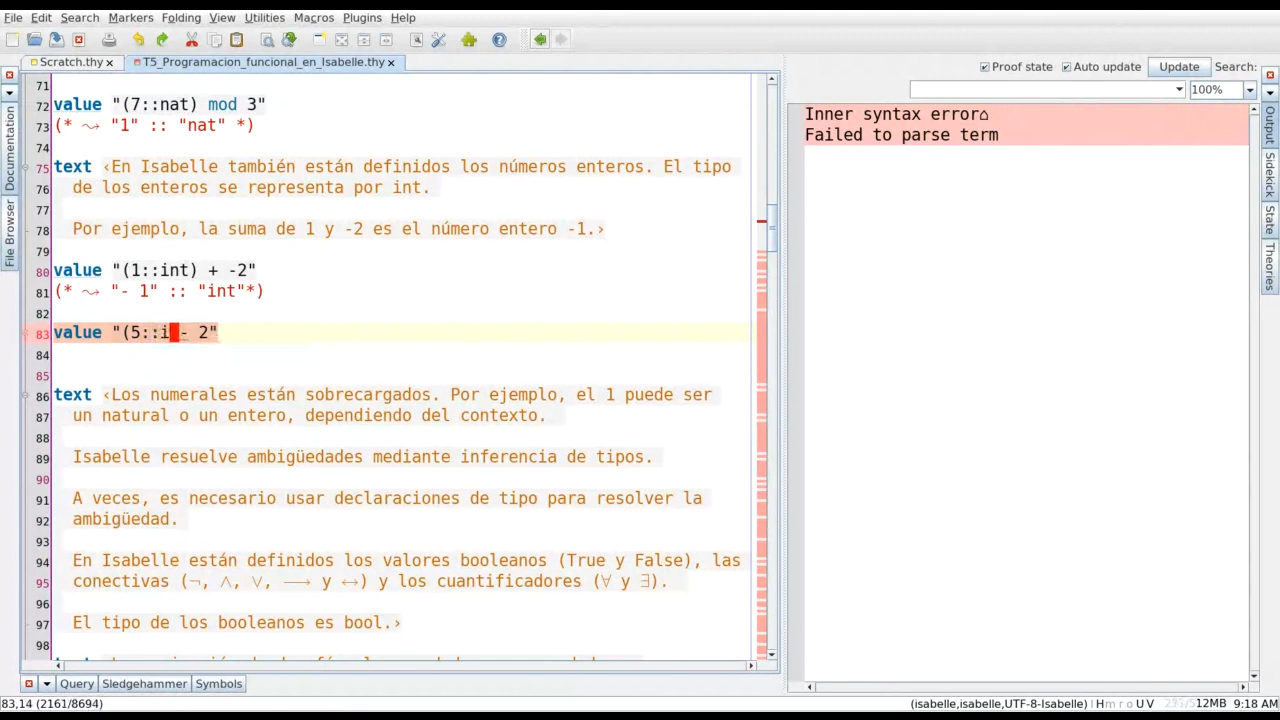 File Edit Search Markers Folding View Utilities Macros Plugins Help
Scratch.thy T5_Programacion_funcional_en_Isabelle.thy
Proof state Auto update Update Search:
100%
Documentation
File Browser
Output
Sidekick
State
Theories
Inner syntax error⌂
Failed to parse term
71
72 value "(7::nat) mod 3"
73 (* ⤳ "1" :: "nat" *)
74
75 text ‹En Isabelle también están definidos los números enteros. El tipo
76 de los enteros se representa por int.
77
78 Por ejemplo, la suma de 1 y -2 es el número entero -1.›
79
80 value "(1::int) + -2"
81 (* ⤳ "- 1" :: "int"*)
82
83 value "(5::i - 2"
84
85
86 text ‹Los numerales están sobrecargados. Por ejemplo, el 1 puede ser
87 un natural o un entero, dependiendo del contexto.
88
89 Isabelle resuelve ambigüedades mediante inferencia de tipos.
90
91 A veces, es necesario usar declaraciones de tipo para resolver la
92 ambigüedad.
93
94 En Isabelle están definidos los valores booleanos (True y False), las
95 conectivas (¬, ∧, ∨, ⟶ y ↔) y los cuantificadores (∀ y ∃).
96
97 El tipo de los booleanos es bool.›
98
Query Sledgehammer Symbols
83,14 (2161/8694) (isabelle,isabelle,UTF-8-Isabelle) H m r o U V 12MB 9:18 AM